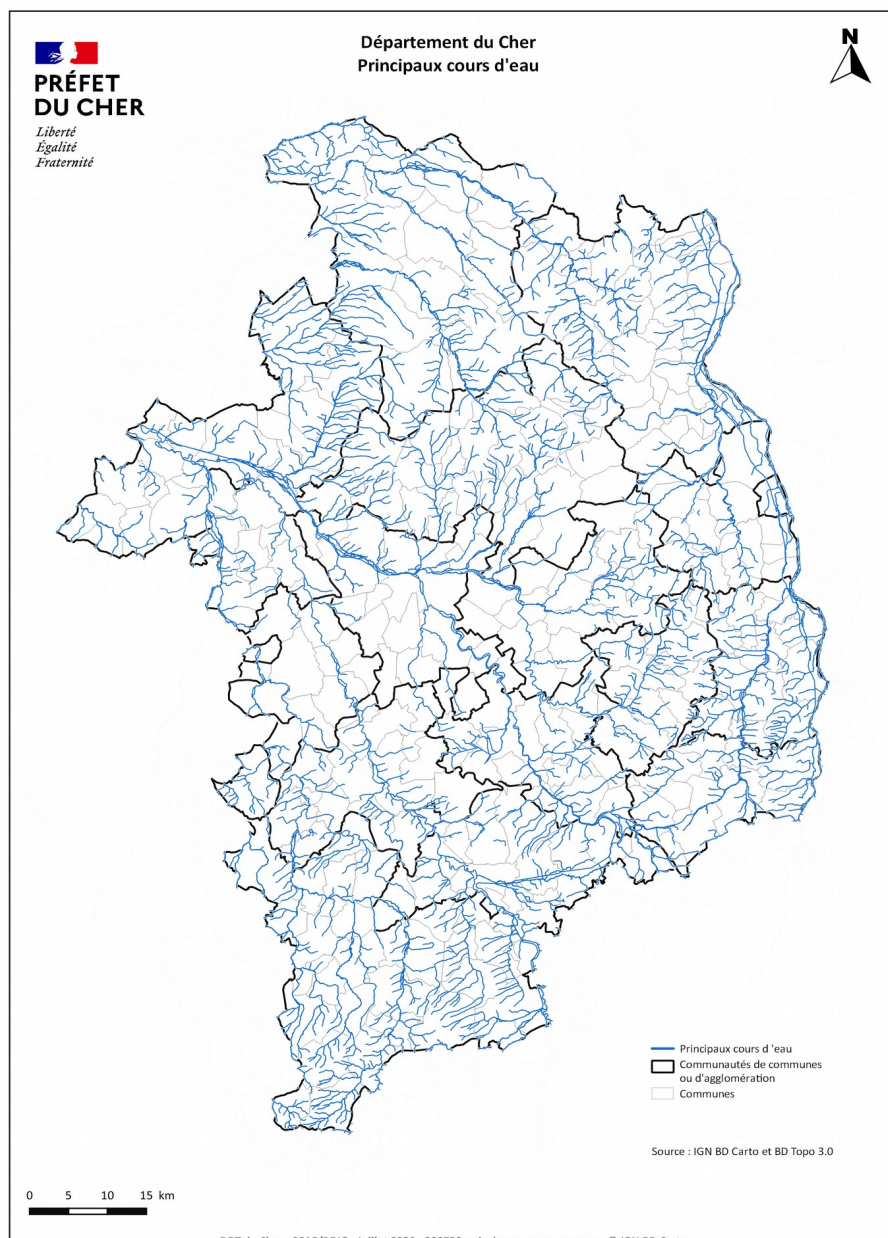 Département du Cher
Principaux cours d'eau
N
PRÉFET
DU CHER
Liberté
Égalité
Fraternité
Principaux cours d 'eau
Communautés de communes
ou d'agglomération
Communes
Source : IGN BD Carto et BD Topo 3.0
0 5 10 15 km